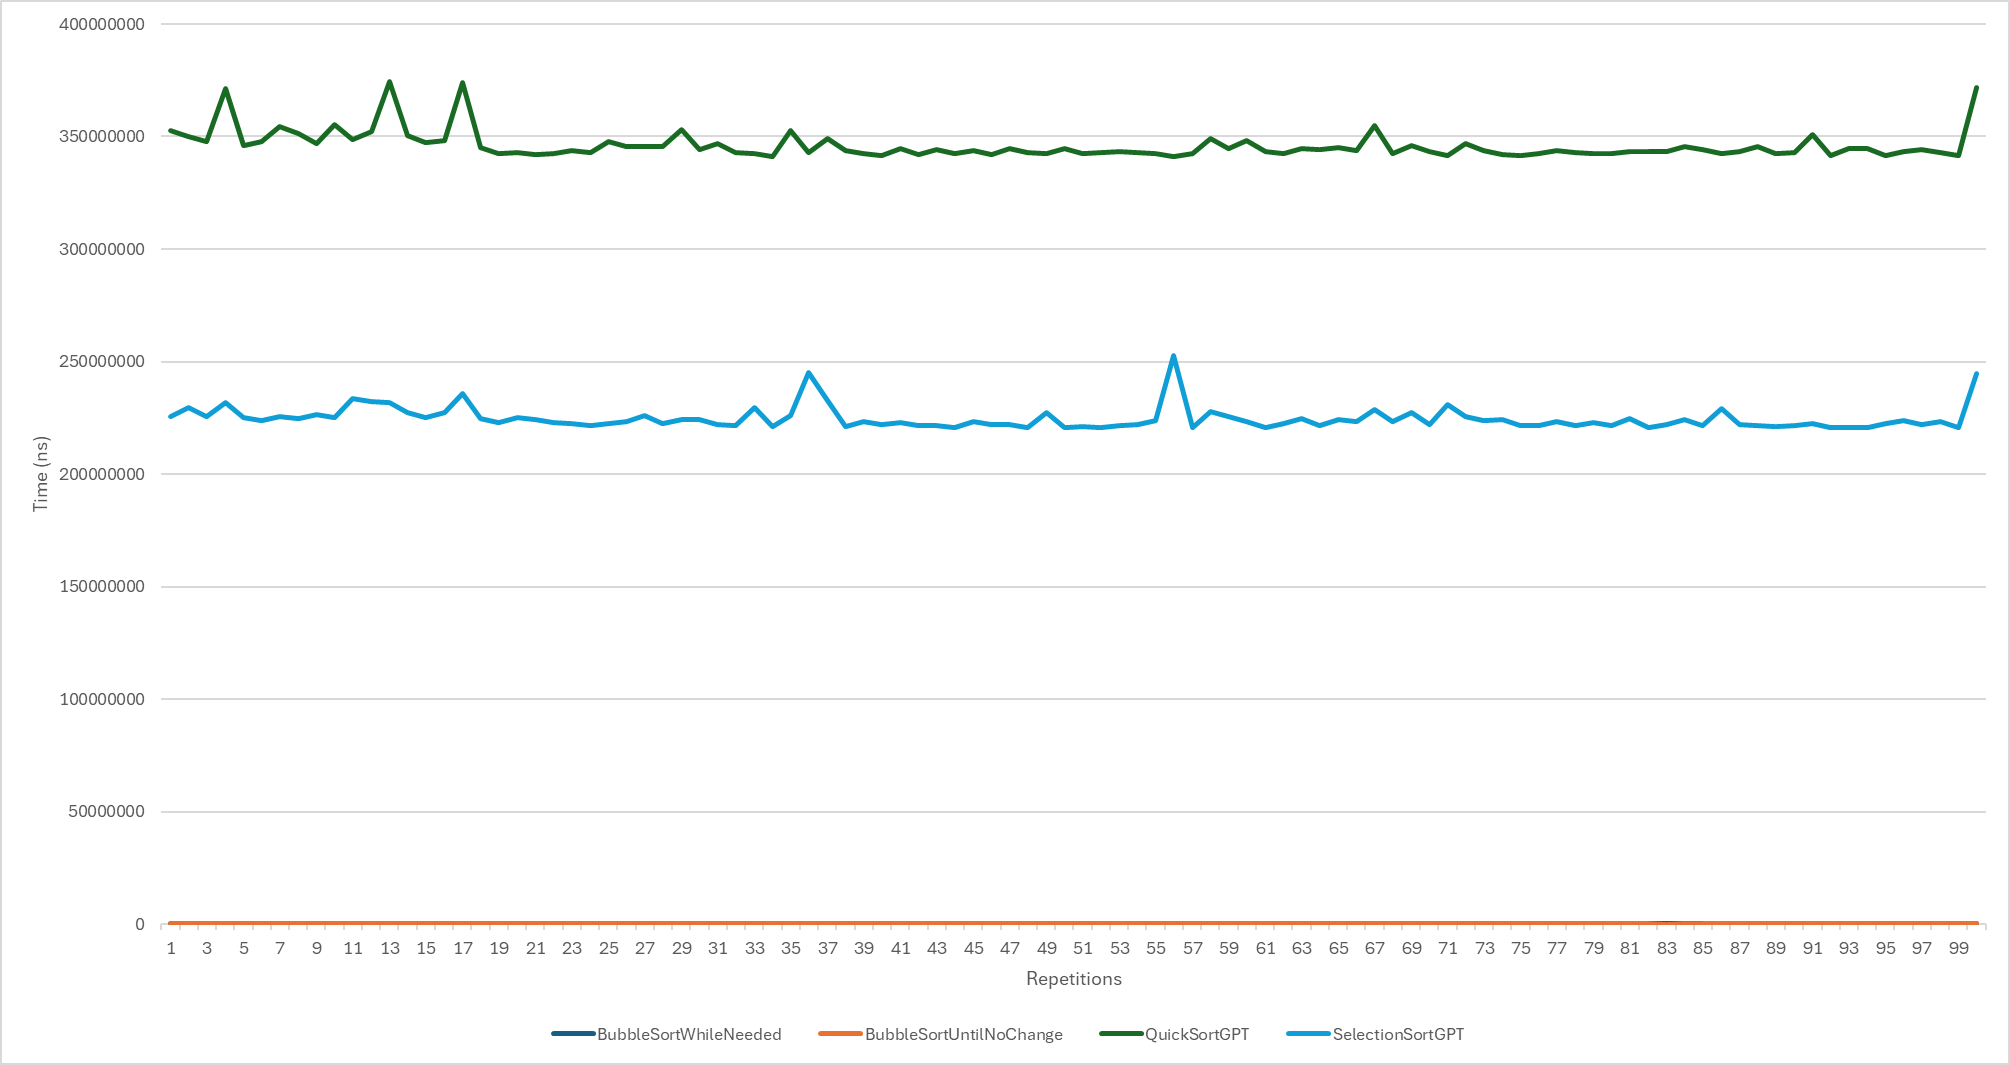 400000000
350000000
300000000
250000000
200000000
150000000
100000000
50000000
0
Time (ns)
1 3 5 7 9 11 13 15 17 19 21 23 25 27 29 31 33 35 37 39 41 43 45 47 49 51 53 55 57 59 61 63 65 67 69 71 73 75 77 79 81 83 85 87 89 91 93 95 97 99
Repetitions
BubbleSortWhileNeeded BubbleSortUntilNoChange QuickSortGPT SelectionSortGPT